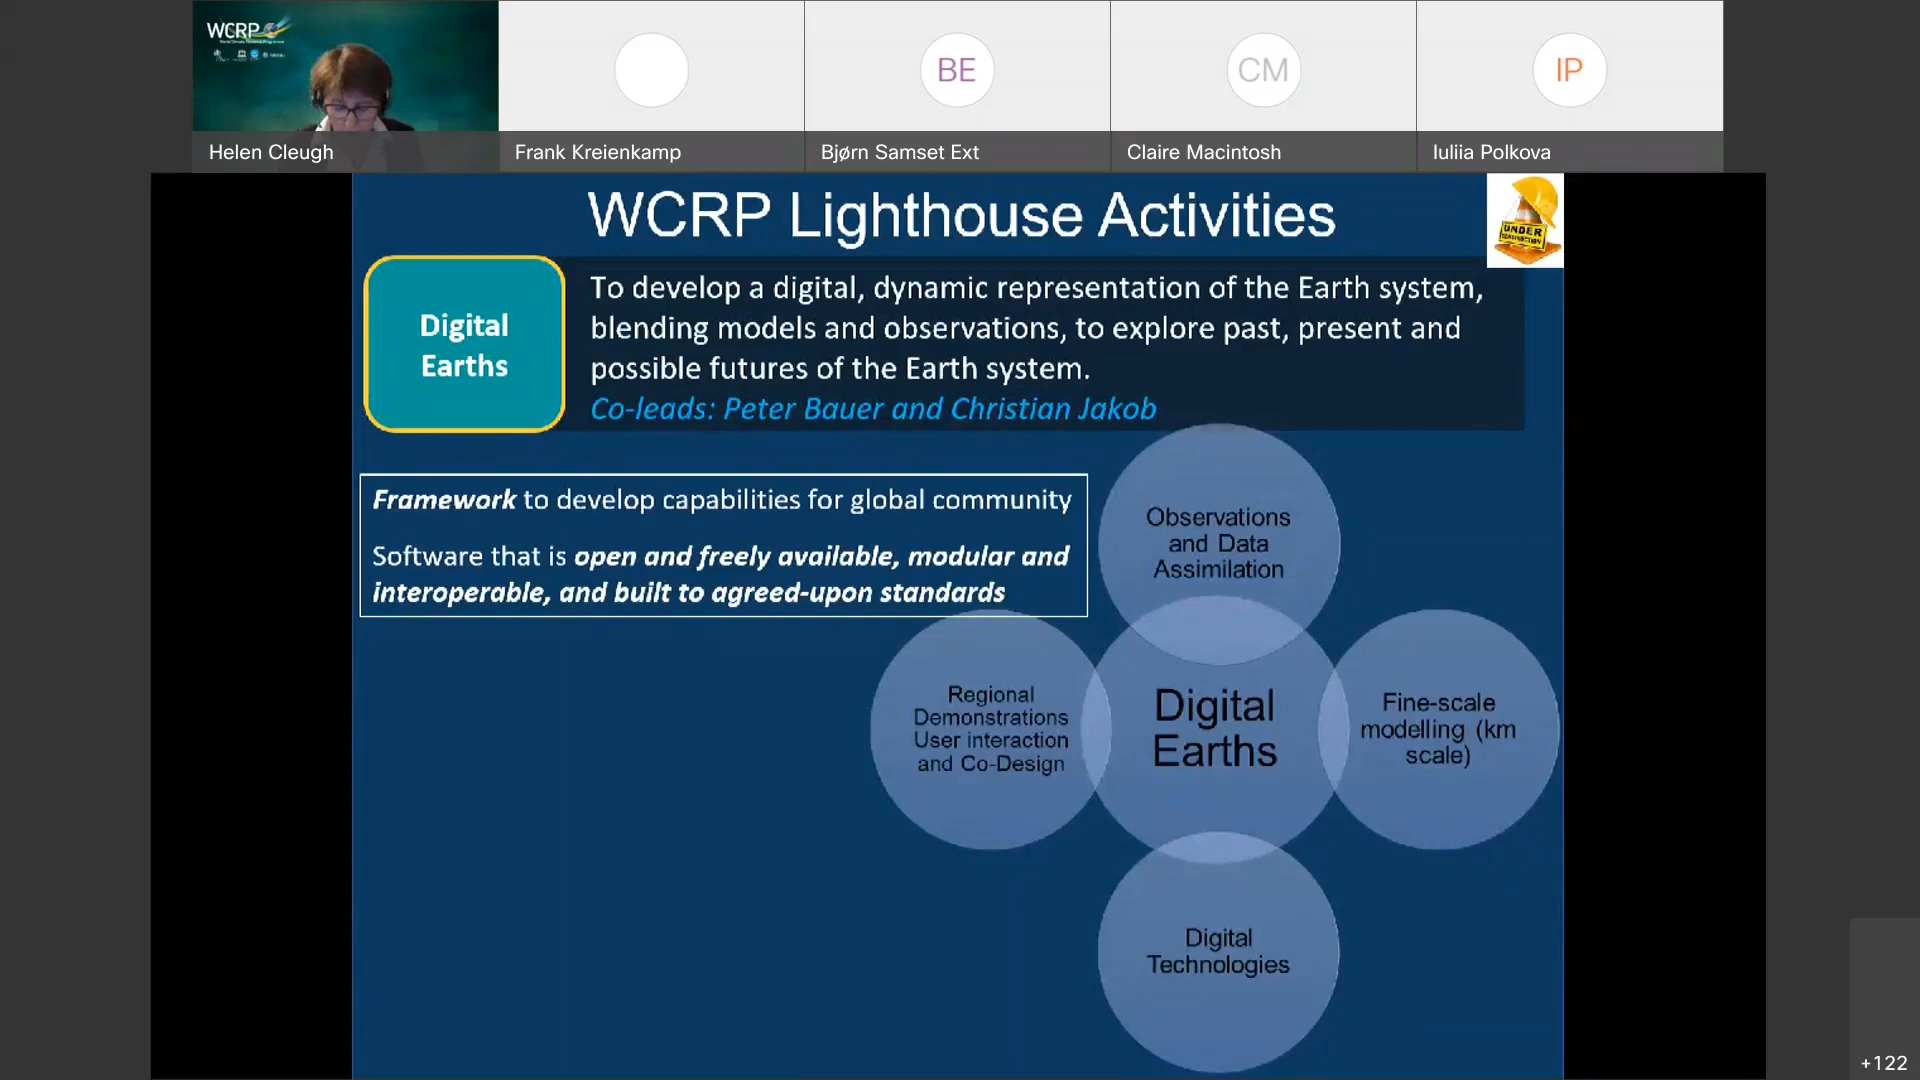 WCRP
BE
CM
IP
Helen Cleugh
Frank Kreienkamp
Bjørn Samset Ext
Claire Macintosh
Iuliia Polkova
WCRP Lighthouse Activities
UNDER
CONSTRUCTION
Digital
Earths
To develop a digital, dynamic representation of the Earth system,
blending models and observations, to explore past, present and
possible futures of the Earth system.
Co-leads: Peter Bauer and Christian Jakob
Framework to develop capabilities for global community
Software that is open and freely available, modular and
interoperable, and built to agreed-upon standards
Observations
and Data
Assimilation
Regional
Demonstrations
User interaction
and Co-Design
Digital
Earths
Fine-scale
modelling (km
scale)
Digital
Technologies
+122